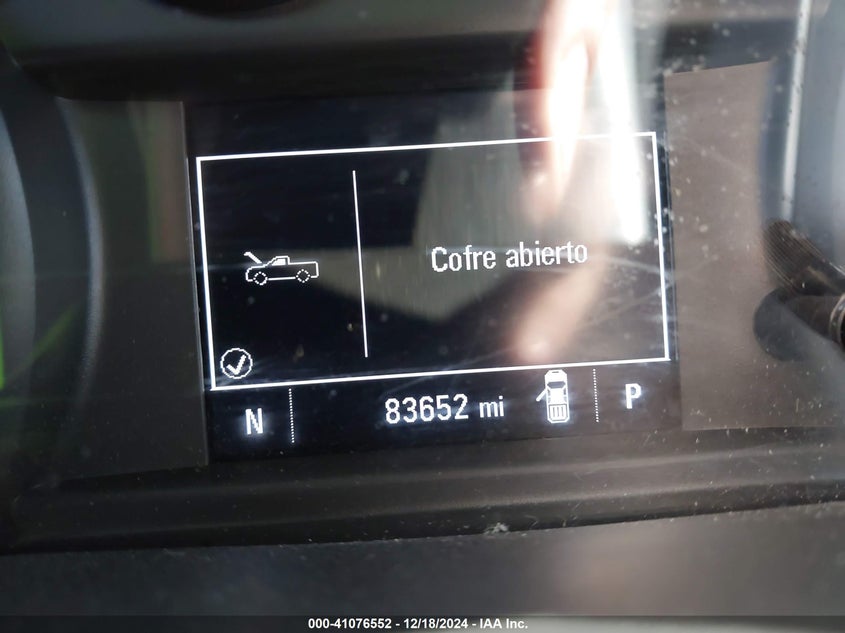 Cofre abierto
N 83652 mi P
000-41076552 - 12/18/2024 - IAA Inc.